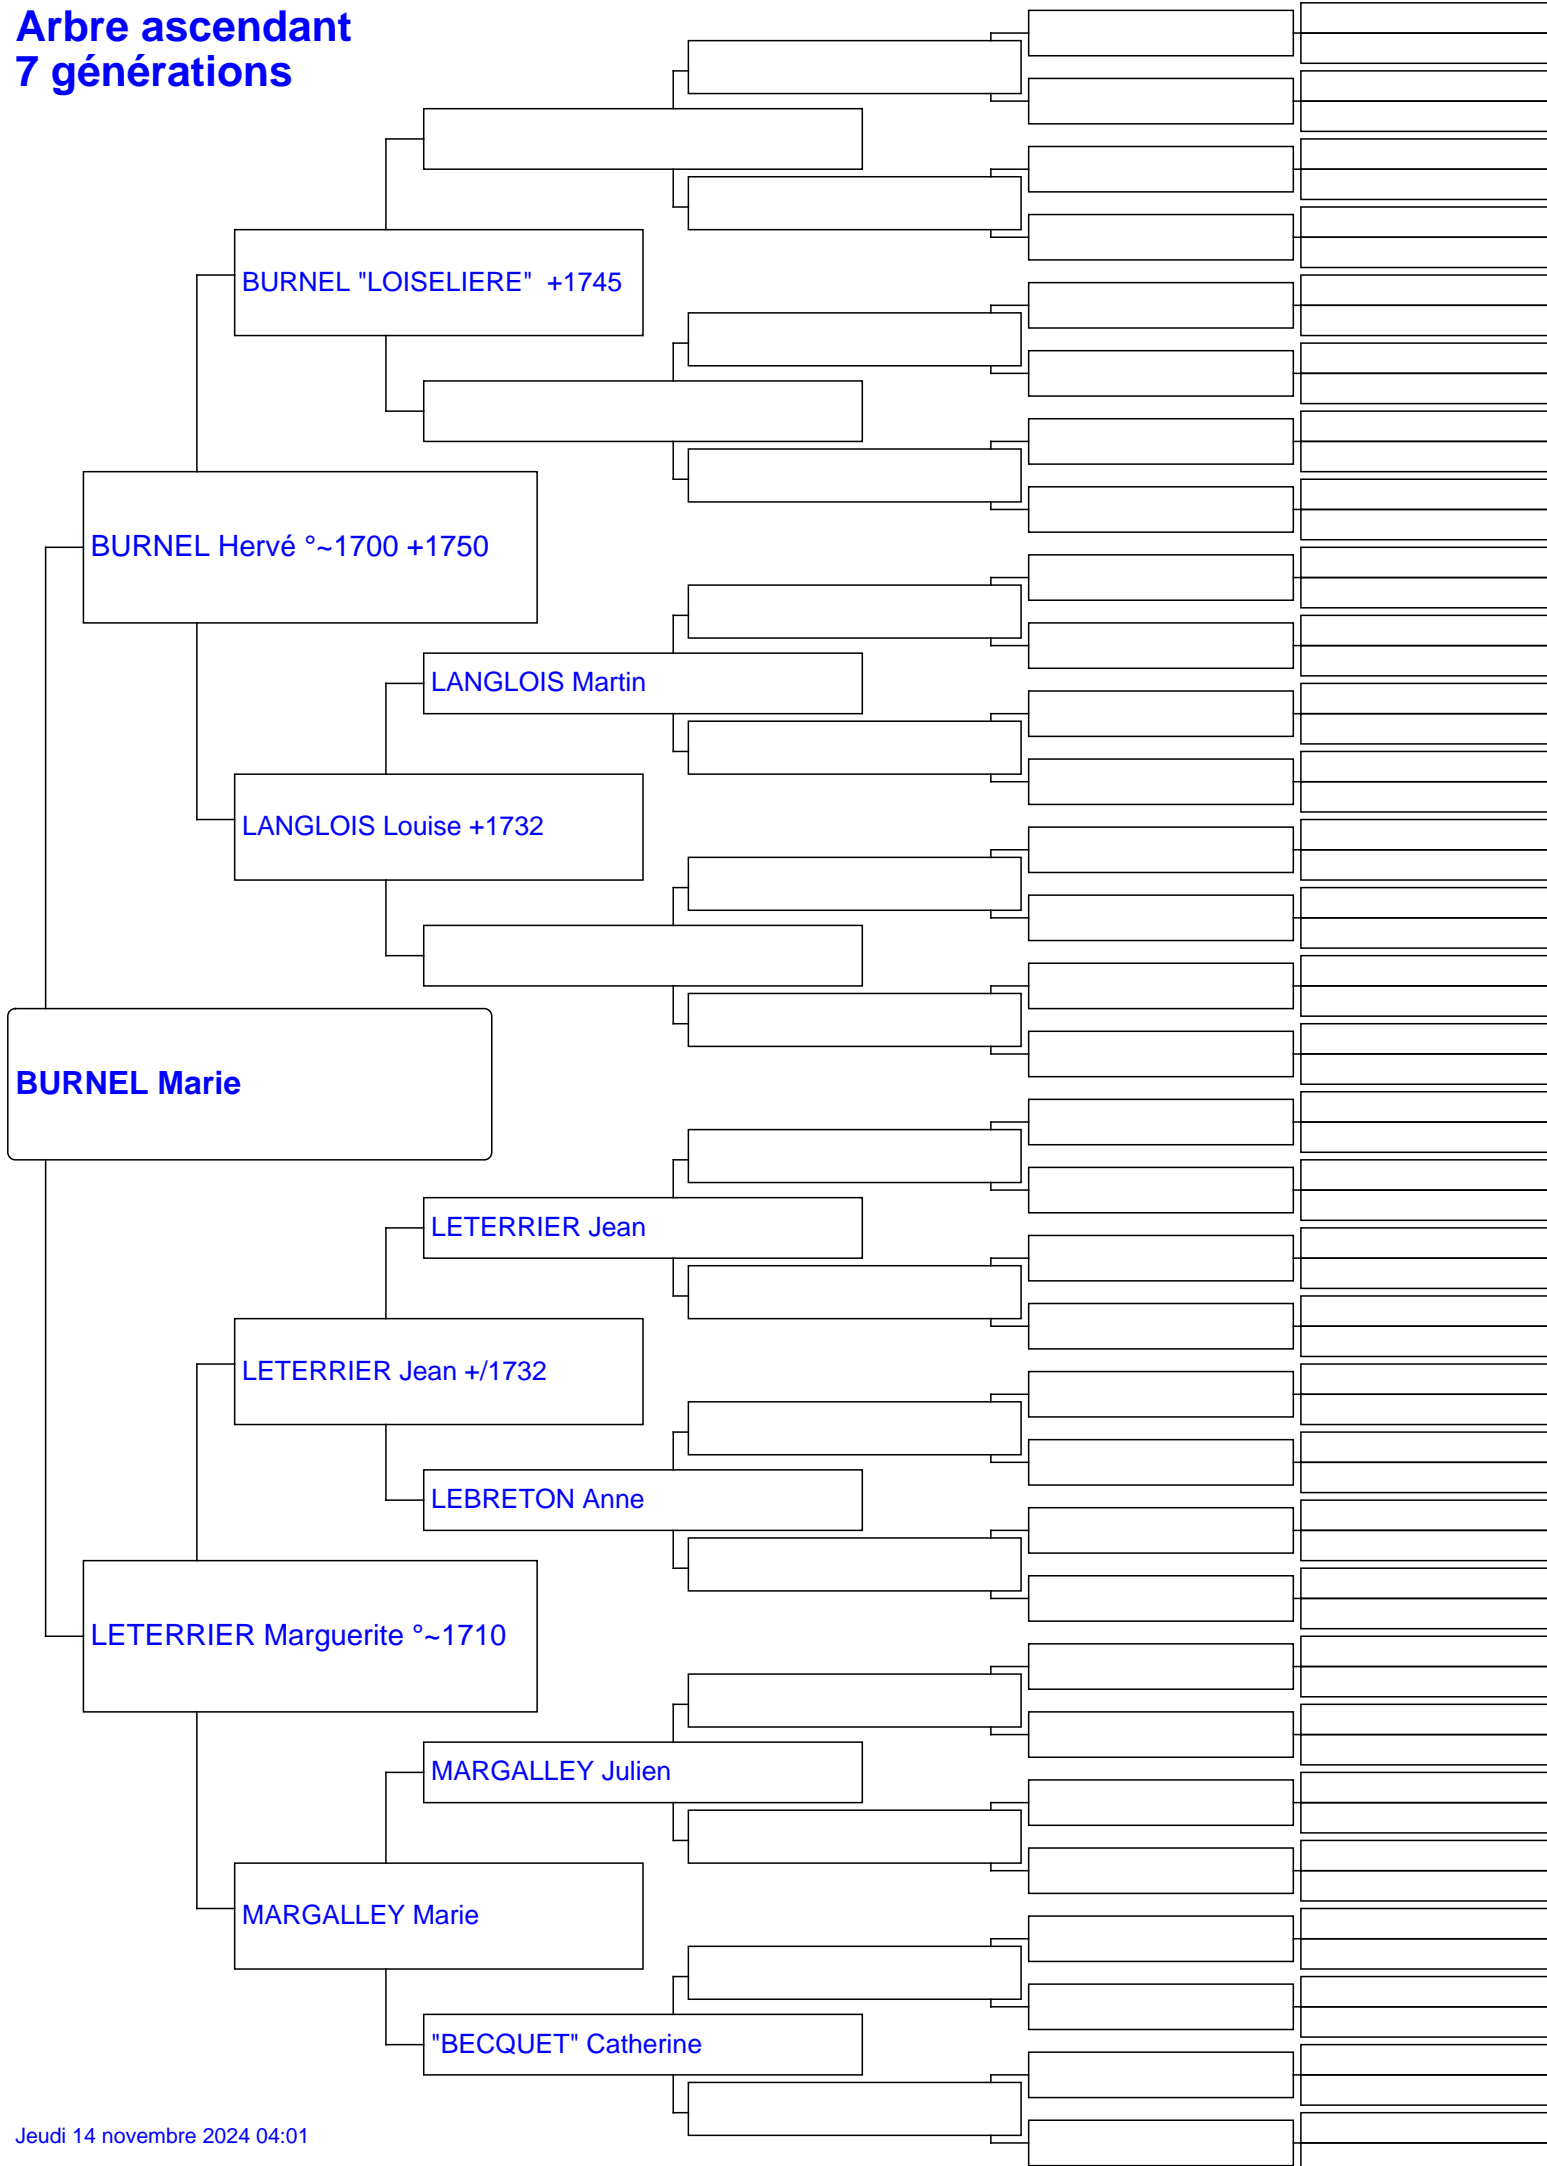 Arbre ascendant
7 générations
BURNEL "LOISELIERE"  +1745
BURNEL Hervé °~1700 +1750
LANGLOIS Martin
LANGLOIS Louise +1732
BURNEL Marie
LETERRIER Jean
LETERRIER Jean +/1732
LEBRETON Anne
LETERRIER Marguerite °~1710
MARGALLEY Julien
MARGALLEY Marie
"BECQUET" Catherine
Jeudi 14 novembre 2024 04:01